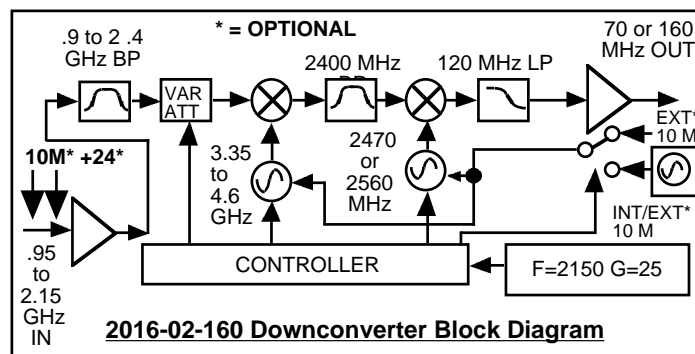 * = OPTIONAL
70 or 160
MHz OUT
.9 to 2 .4
GHz BP
2400 MHz
120 MHz LP
VAR
ATT
10M* +24*
3.35
to
4.6
GHz
2470
or
2560
MHz
EXT*
10 M
INT/EXT*
10 M
.95
to
2.15
GHz
IN
CONTROLLER
F=2150 G=25
2016-02-160 Downconverter Block Diagram